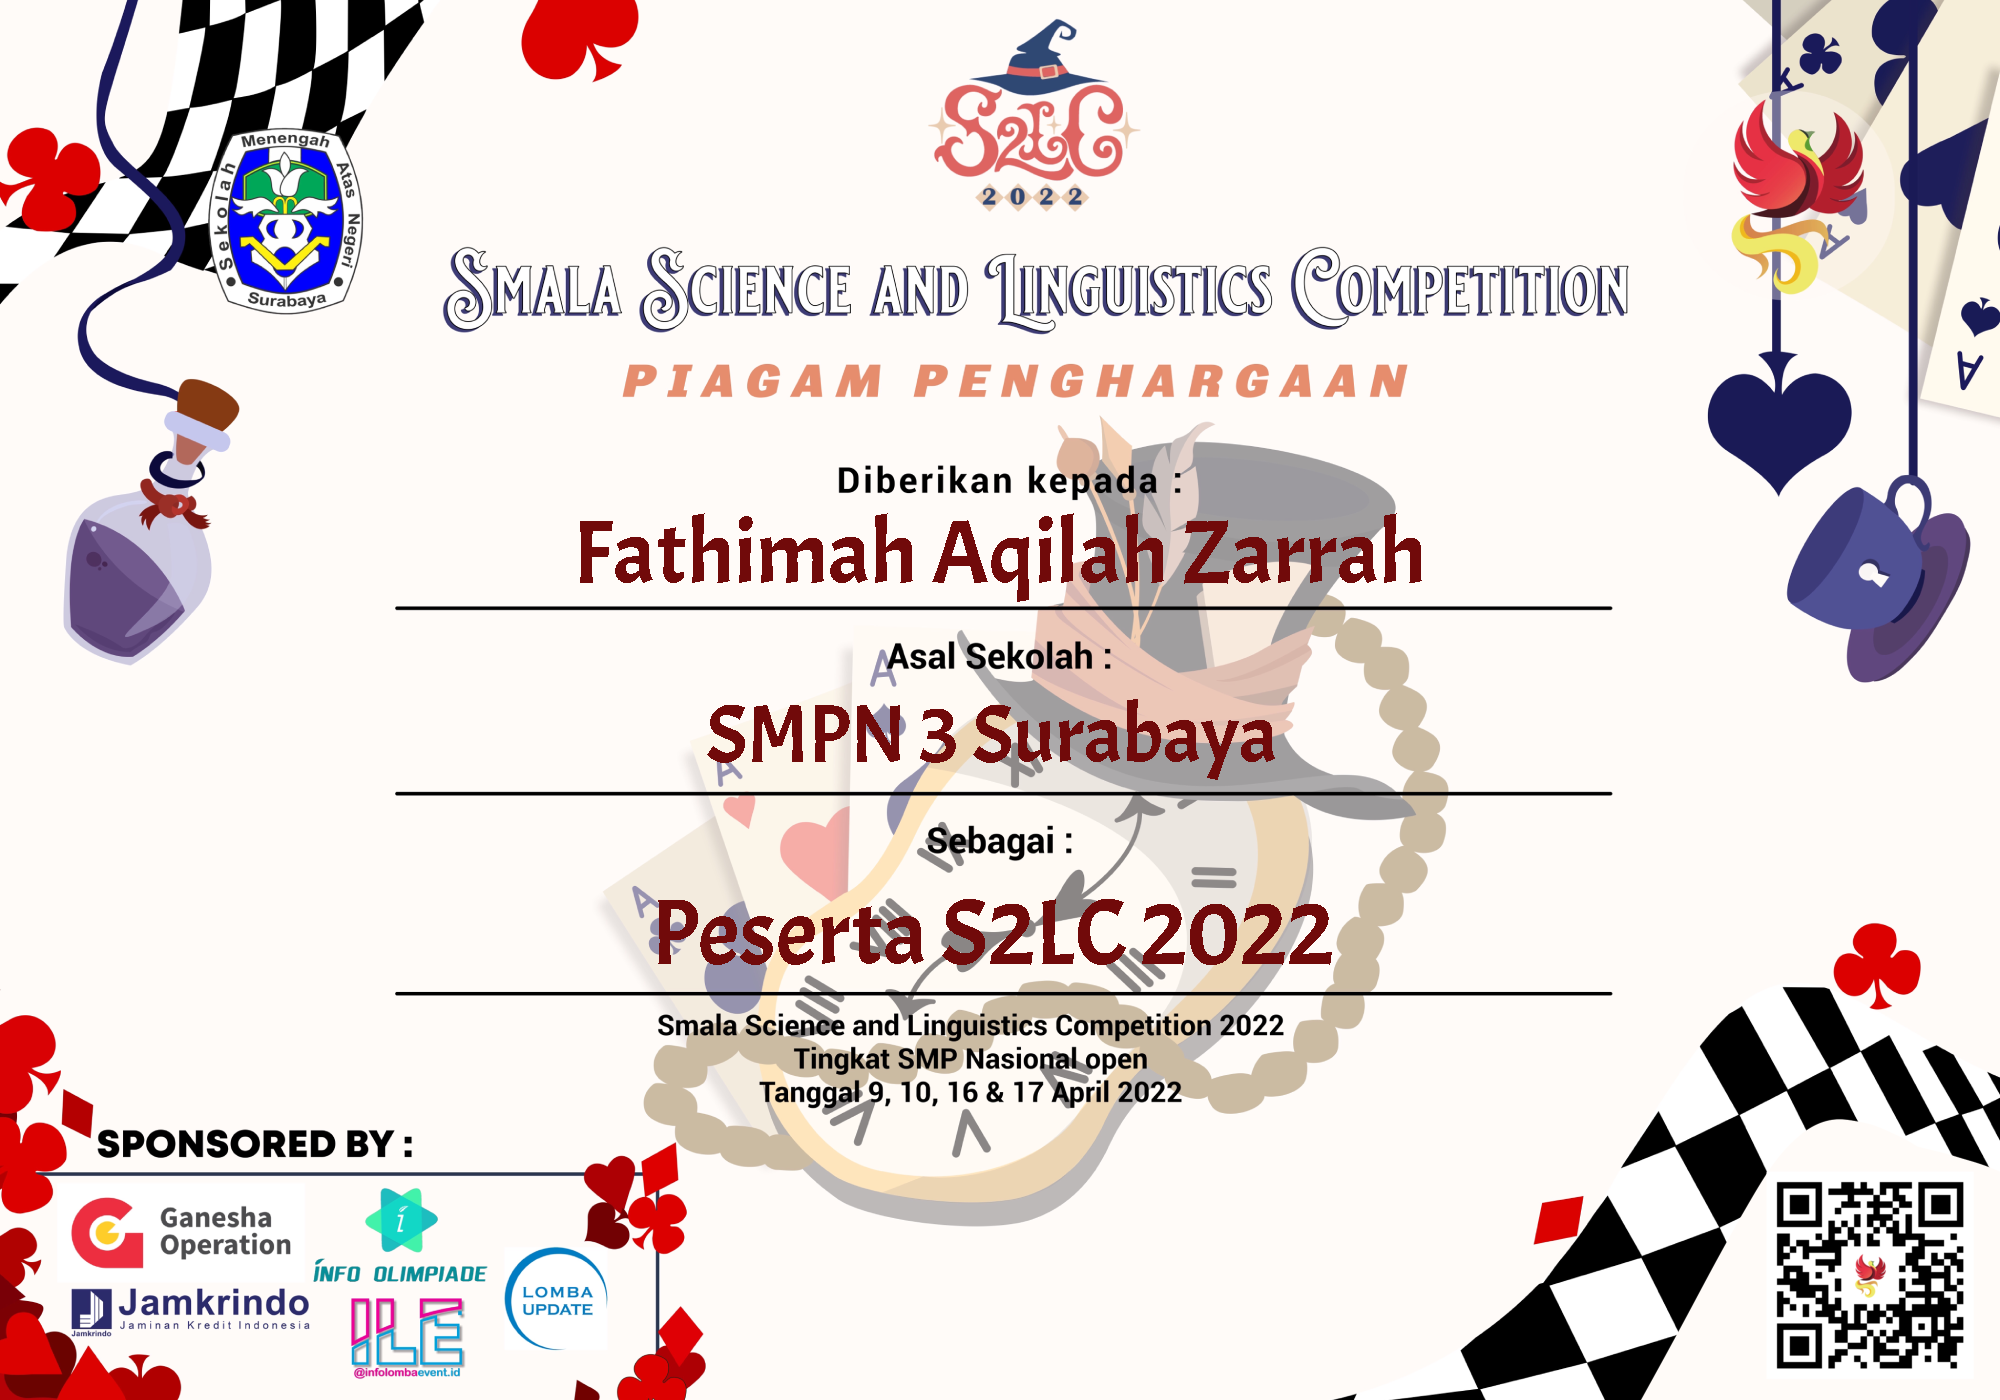 Sekolah Menengah Atas Negeri
Surabaya
S2LC
2022
SMALA SCIENCE AND LINGUISTICS COMPETITION
PIAGAM PENGHARGAAN
Diberikan kepada :
Fathimah Aqilah Zarrah
Asal Sekolah :
SMPN 3 Surabaya
Sebagai :
Peserta S2LC 2022
Smala Science and Linguistics Competition 2022
Tingkat SMP Nasional open
Tanggal 9, 10, 16 & 17 April 2022
SPONSORED BY :
Ganesha
Operation
INFO OLIMPIADE
Jamkrindo
Jaminan Kredit Indonesia
Jamkrindo
ILE
@infolombaevent.id
LOMBA
UPDATE